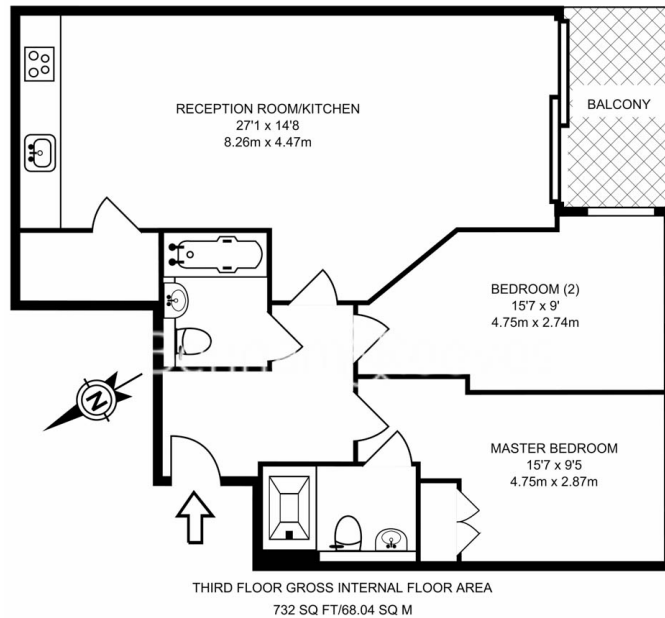 RECEPTION ROOM/KITCHEN
27'1 x 14'8
8.26m x 4.47m
BALCONY
BEDROOM (2)
15'7 x 9'
4.75m x 2.74m
N
MASTER BEDROOM
15'7 x 9'5
4.75m x 2.87m
THIRD FLOOR GROSS INTERNAL FLOOR AREA
732 SQ FT/68.04 SQ M